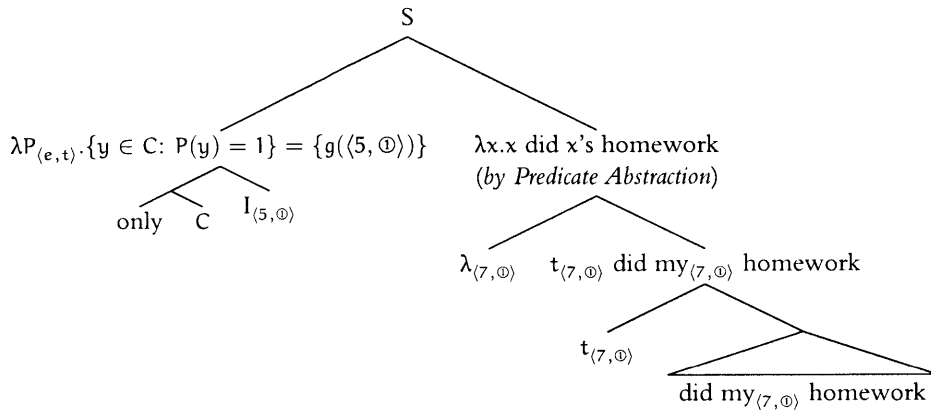 S
λP⟨e,t⟩.{y ∈ C: P(y) = 1} = {g(⟨5, ①⟩)}
λx.x did x's homework
(by Predicate Abstraction)
only C I⟨5,①⟩
λ⟨7,①⟩ t⟨7,①⟩ did my⟨7,①⟩ homework
t⟨7,①⟩
did my⟨7,①⟩ homework